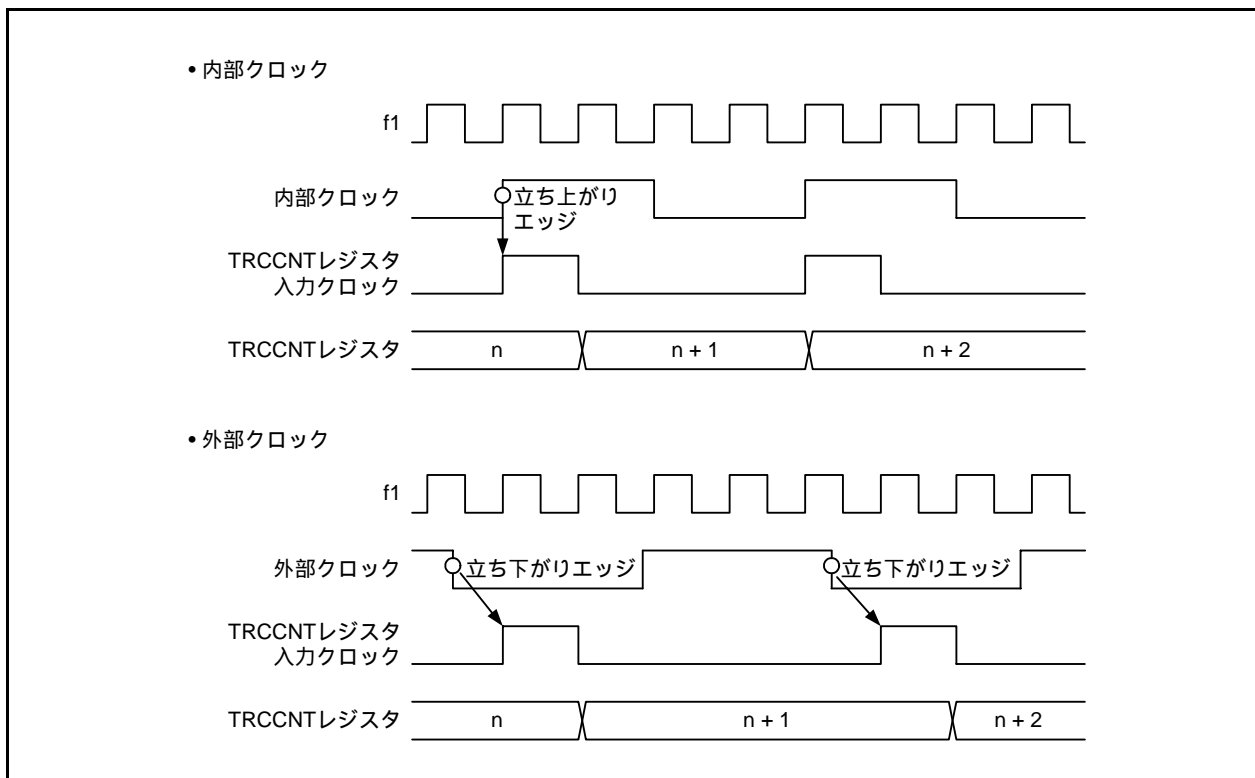 • 内部クロック
f1
内部クロック
立ち上がり
エッジ
TRCCNTレジスタ
入力クロック
TRCCNTレジスタ
n
n + 1
n + 2
• 外部クロック
f1
外部クロック
立ち下がりエッジ
立ち下がりエッジ
TRCCNTレジスタ
入力クロック
TRCCNTレジスタ
n
n + 1
n + 2